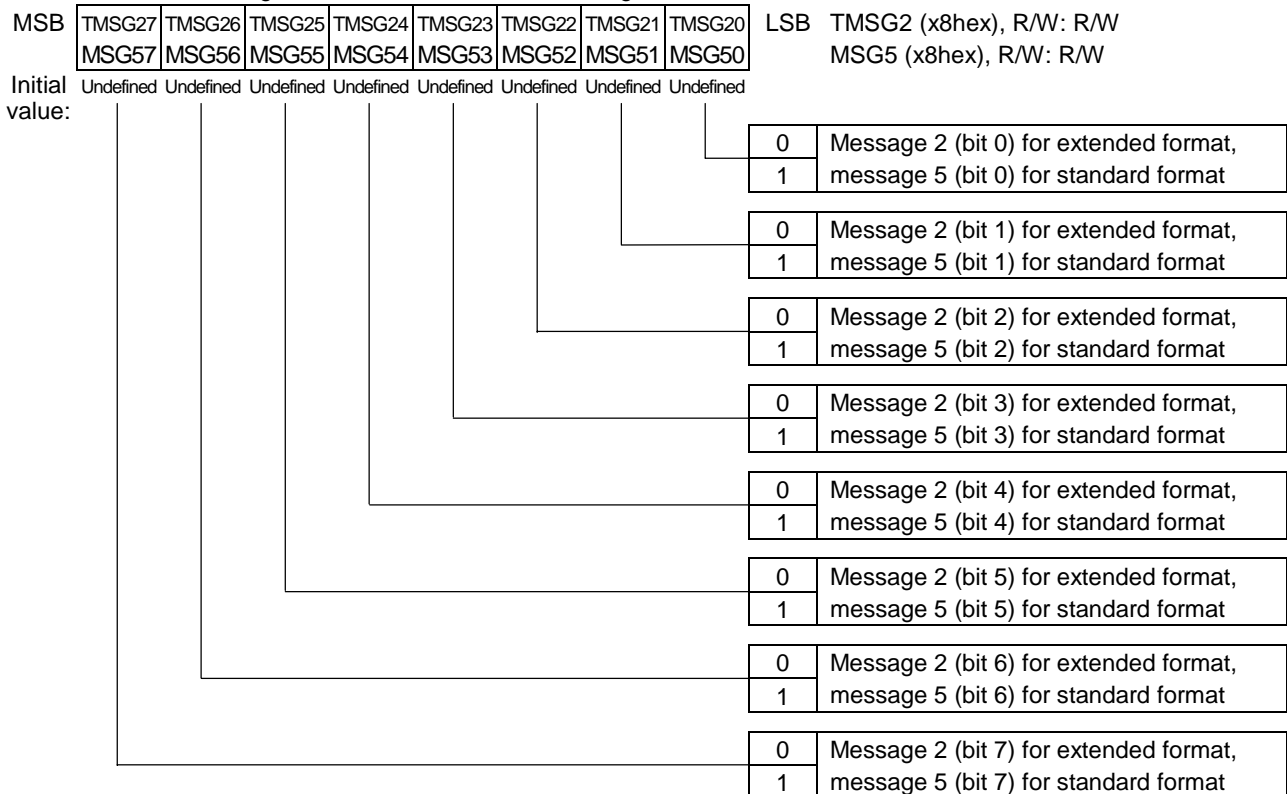 MSB TMSG27 TMSG26 TMSG25 TMSG24 TMSG23 TMSG22 TMSG21 TMSG20 LSB TMSG2 (x8hex), R/W: R/W
MSG57 MSG56 MSG55 MSG54 MSG53 MSG52 MSG51 MSG50 MSG5 (x8hex), R/W: R/W
Initial Undefined Undefined Undefined Undefined Undefined Undefined Undefined Undefined
value:
0 Message 2 (bit 0) for extended format,
1 message 5 (bit 0) for standard format
0 Message 2 (bit 1) for extended format,
1 message 5 (bit 1) for standard format
0 Message 2 (bit 2) for extended format,
1 message 5 (bit 2) for standard format
0 Message 2 (bit 3) for extended format,
1 message 5 (bit 3) for standard format
0 Message 2 (bit 4) for extended format,
1 message 5 (bit 4) for standard format
0 Message 2 (bit 5) for extended format,
1 message 5 (bit 5) for standard format
0 Message 2 (bit 6) for extended format,
1 message 5 (bit 6) for standard format
0 Message 2 (bit 7) for extended format,
1 message 5 (bit 7) for standard format